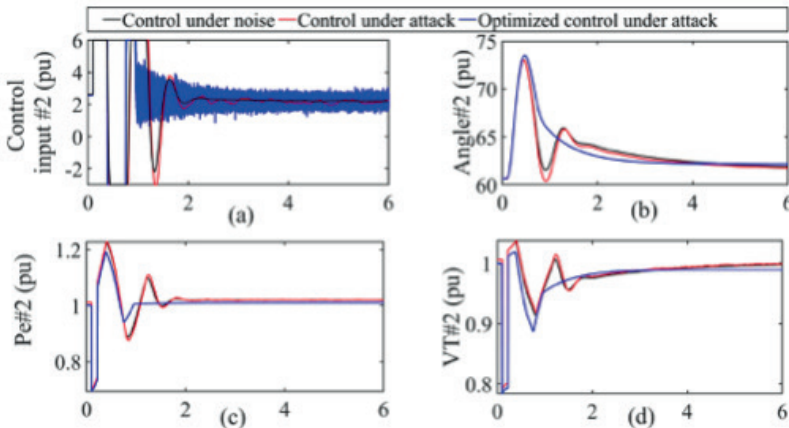 Control under noise Control under attack Optimized control under attack
Control
input #2 (pu)
6
4
2
0
-2
0 2 4 6
(a)
Angle#2 (pu)
75
70
65
60
0 2 4 6
(b)
Pe#2 (pu)
1.2
1
0.8
0 2 4 6
(c)
VT#2 (pu)
1
0.9
0.8
0 2 4 6
(d)